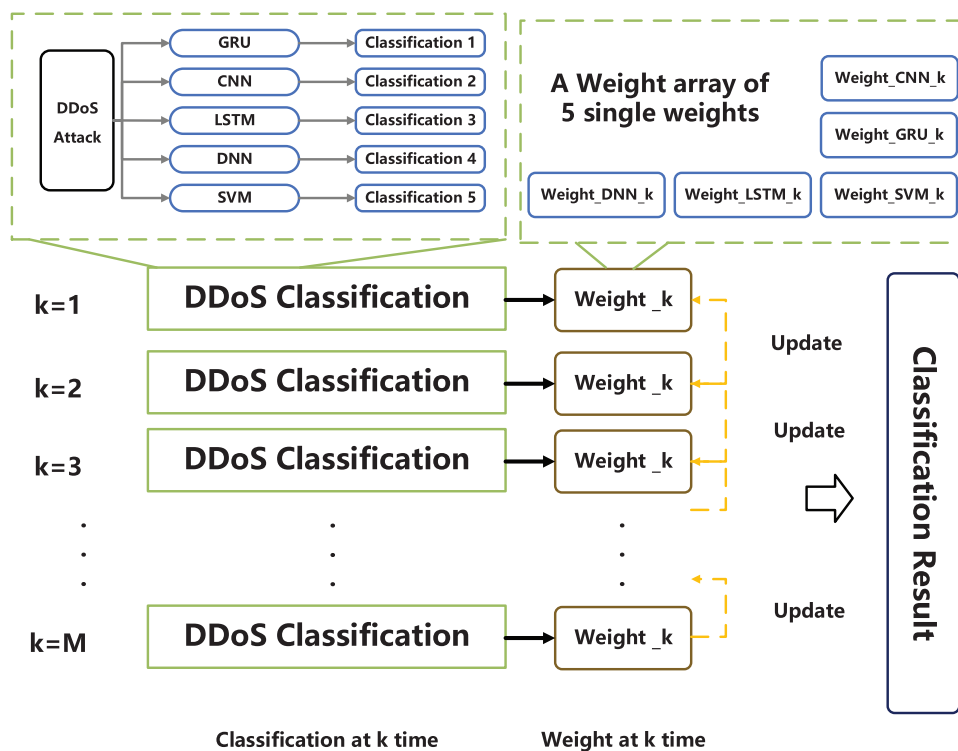 DDoS
Attack
GRU
Classification 1
CNN
Classification 2
LSTM
Classification 3
DNN
Classification 4
SVM
Classification 5
A Weight array of
5 single weights
Weight_CNN_k
Weight_GRU_k
Weight_DNN_k
Weight_LSTM_k
Weight_SVM_k
k=1
DDoS Classification
Weight _k
Update
k=2
DDoS Classification
Weight _k
Update
k=3
DDoS Classification
Weight _k
k=M
DDoS Classification
Weight _k
Update
Classification Result
Classification at k time
Weight at k time